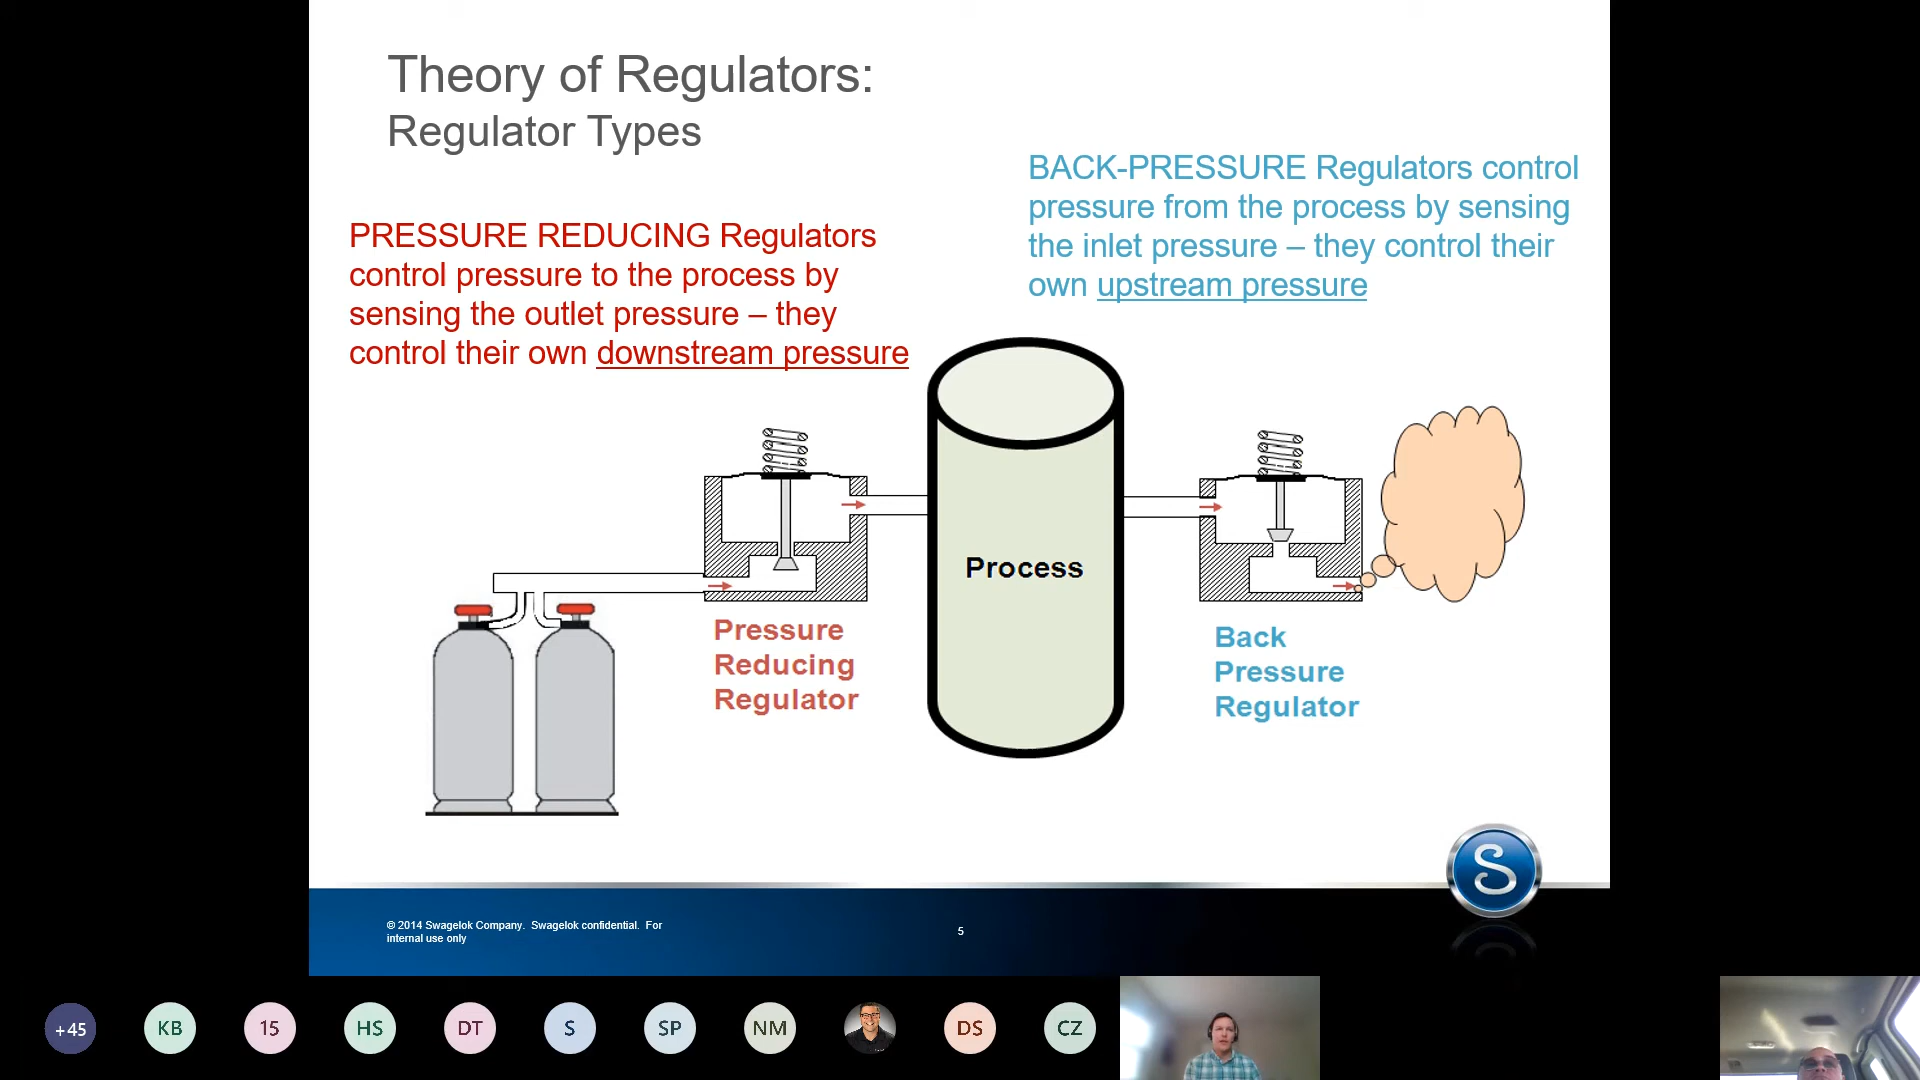 Theory of Regulators:
Regulator Types
BACK-PRESSURE Regulators control
pressure from the process by sensing
the inlet pressure – they control their
own upstream pressure
PRESSURE REDUCING Regulators
control pressure to the process by
sensing the outlet pressure – they
control their own downstream pressure
Process
Pressure
Reducing
Regulator
Back
Pressure
Regulator
S
© 2014 Swagelok Company. Swagelok confidential. For
internal use only
5
+45
KB
15
HS
DT
S
SP
NM
DS
CZ